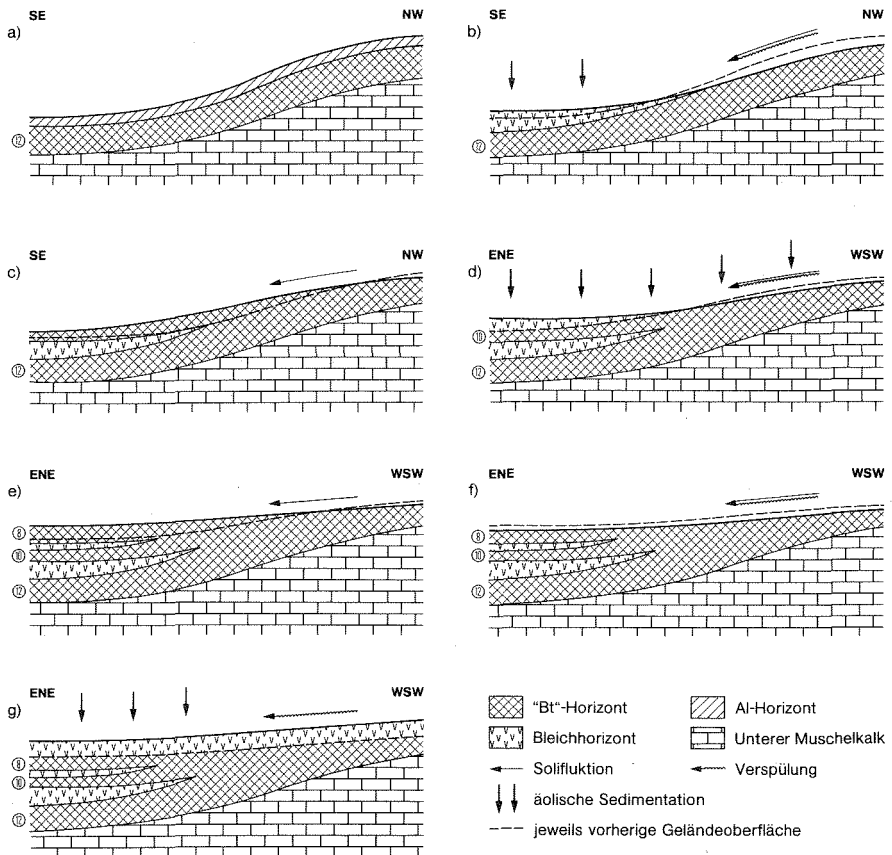 SE NW
a)
⑫
SE NW
b)
⑫
SE NW
c)
⑫
ENE WSW
d)
⑩
⑫
ENE WSW
e)
⑧
⑩
⑫
ENE WSW
f)
⑧
⑩
⑫
ENE WSW
g)
⑧
⑩
⑫
"Bt"-Horizont Al-Horizont
Bleichhorizont Unterer Muschelkalk
Solifluktion Verspülung
äolische Sedimentation
jeweils vorherige Geländeoberfläche